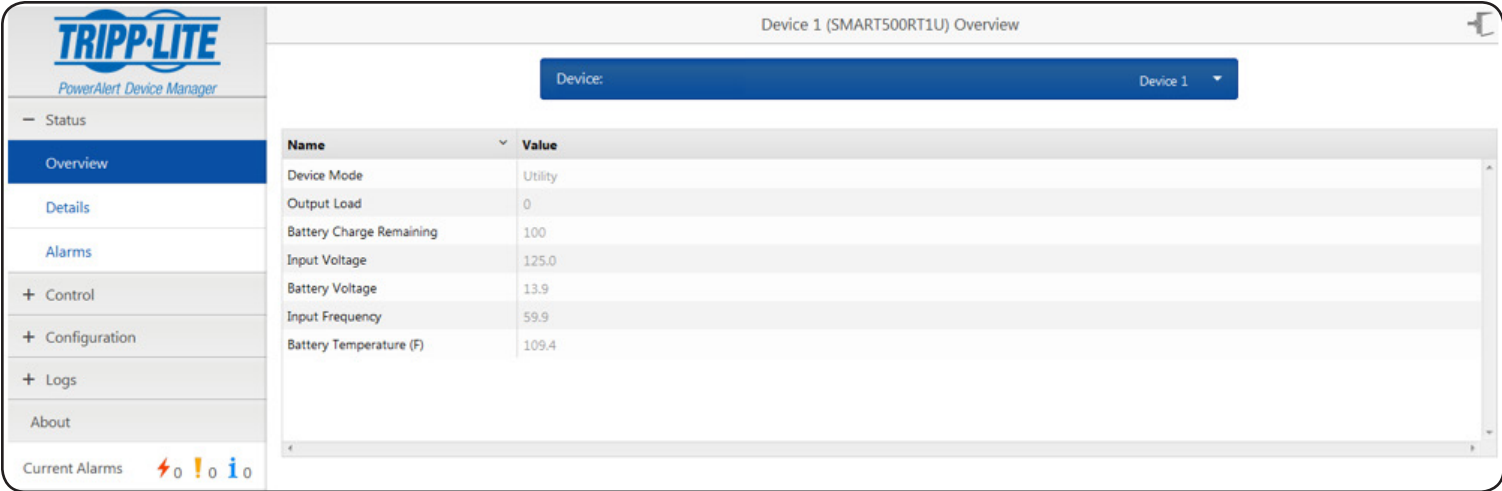 TRIPP·LITE
PowerAlert Device Manager
− Status
Overview
Details
Alarms
+ Control
+ Configuration
+ Logs
About
Current Alarms 0 0 0
Device 1 (SMART500RT1U) Overview
Device: Device 1
Name Value
Device Mode Utility
Output Load 0
Battery Charge Remaining 100
Input Voltage 125.0
Battery Voltage 13.9
Input Frequency 59.9
Battery Temperature (F) 109.4